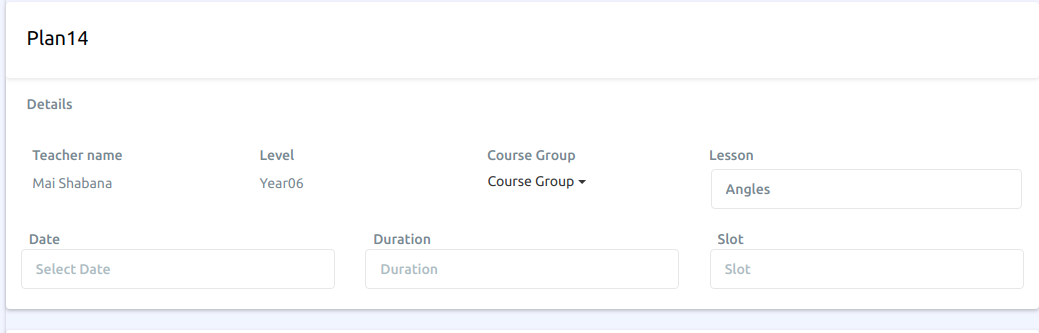 Plan14
Details
Teacher name Level Course Group Lesson
Mai Shabana Year06 Course Group Angles
Date Duration Slot
Select Date Duration Slot